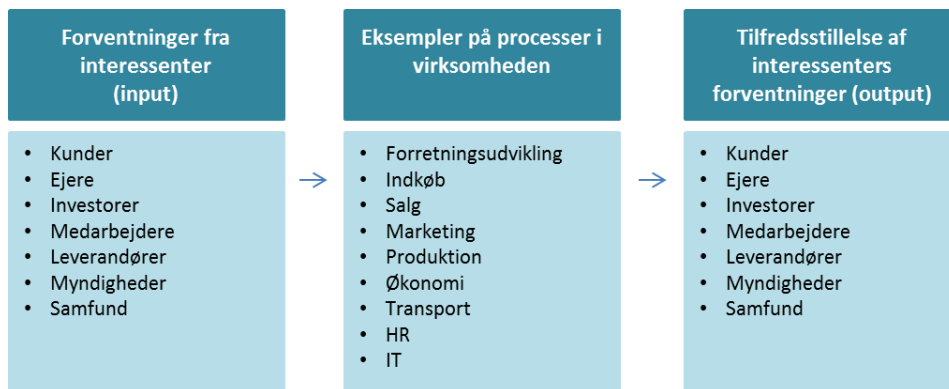 Forventninger fra
interessenter
(input)
• Kunder
• Ejere
• Investorer
• Medarbejdere
• Leverandører
• Myndigheder
• Samfund
Eksempler på processer i
virksomheden
• Forretningsudvikling
• Indkøb
• Salg
• Marketing
• Produktion
• Økonomi
• Transport
• HR
• IT
Tilfredsstillelse af
interessenters
forventninger (output)
• Kunder
• Ejere
• Investorer
• Medarbejdere
• Leverandører
• Myndigheder
• Samfund